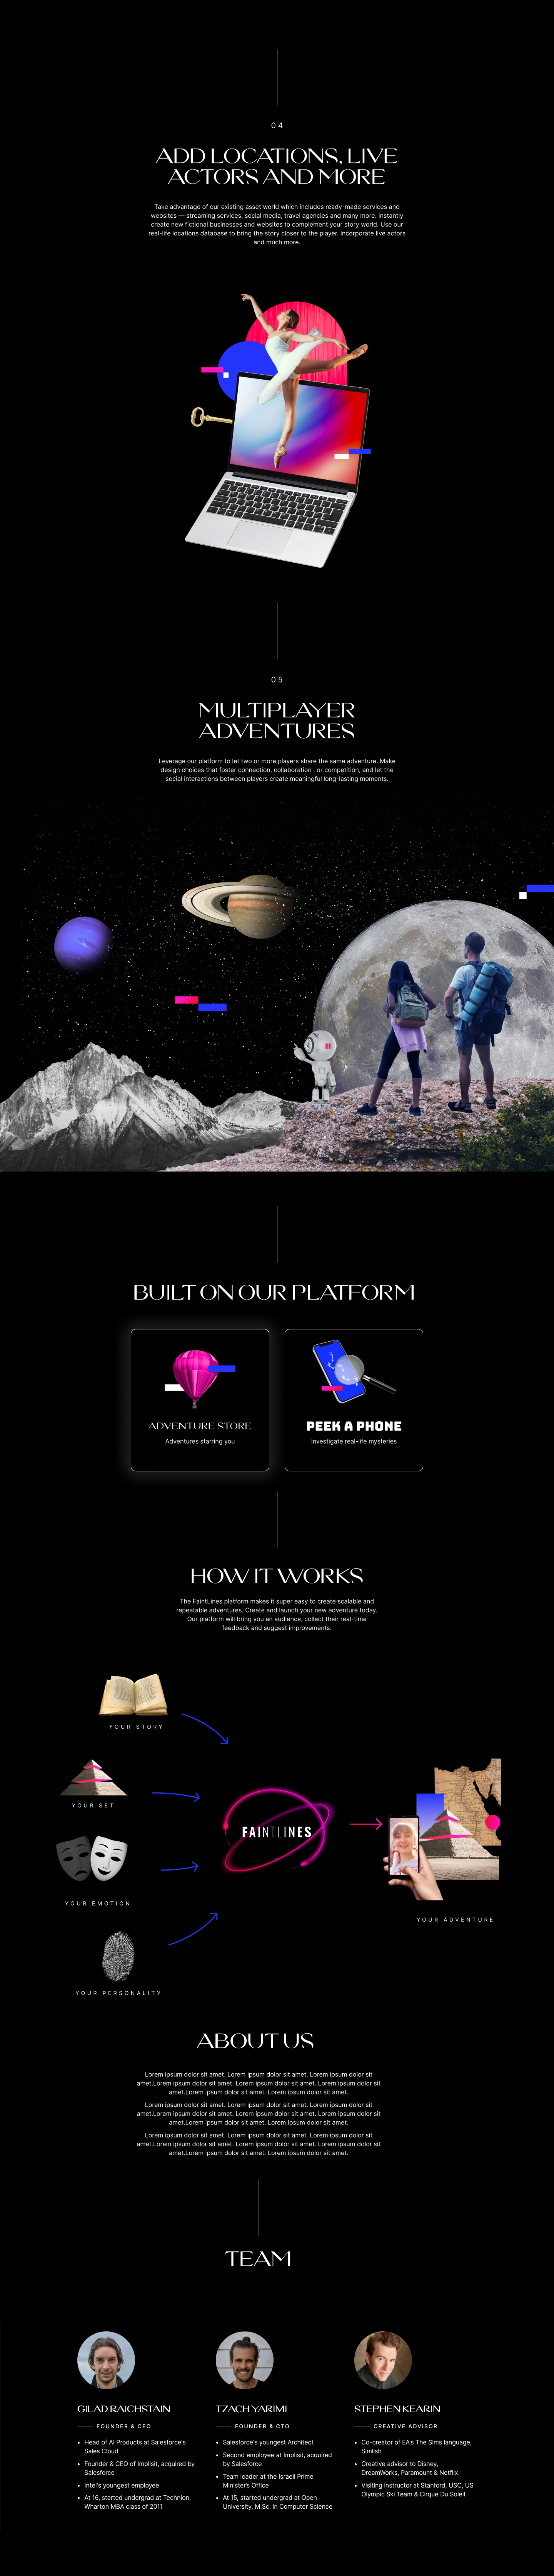 04
ADD LOCATIONS, LIVE
ACTORS AND MORE
Take advantage of our existing asset world which includes ready-made services and
websites — streaming services, social media, travel agencies and many more. Instantly
create new fictional businesses and websites to complement your story world. Use our
real-life locations database to bring the story closer to the player. Incorporate live actors
and much more.
05
MULTIPLAYER
ADVENTURES
Leverage our platform to let two or more players share the same adventure. Make
design choices that foster connection, collaboration , or competition, and let the
social interactions between players create meaningful long-lasting moments.
BUILT ON OUR PLATFORM
ADVENTURE STORE
Adventures starring you
PEEK A PHONE
Investigate real-life mysteries
HOW IT WORKS
The FaintLines platform makes it super easy to create scalable and
repeatable adventures. Create and launch your new adventure today.
Our platform will bring you an audience, collect their real-time
feedback and suggest improvements.
YOUR STORY
YOUR SET
YOUR EMOTION
YOUR PERSONALITY
FAINTLINES
YOUR ADVENTURE
ABOUT US
Lorem ipsum dolor sit amet. Lorem ipsum dolor sit amet. Lorem ipsum dolor sit
amet.Lorem ipsum dolor sit amet. Lorem ipsum dolor sit amet. Lorem ipsum dolor sit
amet.Lorem ipsum dolor sit amet. Lorem ipsum dolor sit amet.
Lorem ipsum dolor sit amet. Lorem ipsum dolor sit amet. Lorem ipsum dolor sit
amet.Lorem ipsum dolor sit amet. Lorem ipsum dolor sit amet. Lorem ipsum dolor sit
amet.Lorem ipsum dolor sit amet. Lorem ipsum dolor sit amet.
Lorem ipsum dolor sit amet. Lorem ipsum dolor sit amet. Lorem ipsum dolor sit
amet.Lorem ipsum dolor sit amet. Lorem ipsum dolor sit amet. Lorem ipsum dolor sit
amet.Lorem ipsum dolor sit amet. Lorem ipsum dolor sit amet.
TEAM
GILAD RAICHSTAIN
FOUNDER & CEO
• Head of AI Products at Salesforce's
Sales Cloud
• Founder & CEO of Implisit, acquired by
Salesforce
• Intel's youngest employee
• At 16, started undergrad at Technion;
Wharton MBA class of 2011
TZACH YARIMI
FOUNDER & CTO
• Salesforce's youngest Architect
• Second employee at Implisit, acquired
by Salesforce
• Team leader at the Israeli Prime
Minister's Office
• At 15, started undergrad at Open
University, M.Sc. in Computer Science
STEPHEN KEARIN
CREATIVE ADVISOR
• Co-creator of EA's The Sims language,
Simlish
• Creative advisor to Disney,
DreamWorks, Paramount & Netflix
• Visiting instructor at Stanford, USC, US
Olympic Ski Team & Cirque Du Soleil